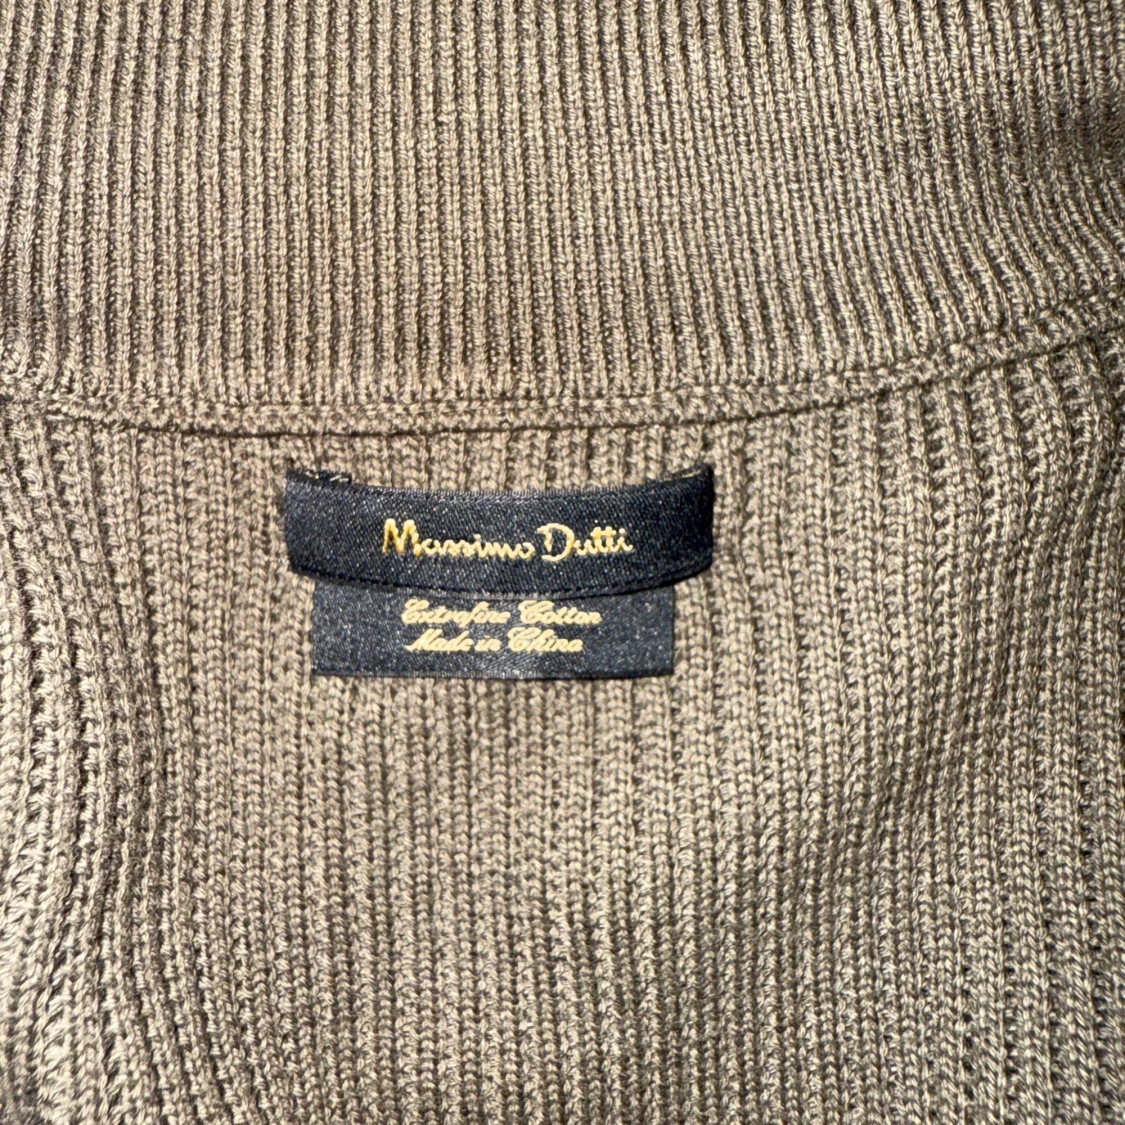 Massimo Dutti
Extrafine Cotton
Made in China